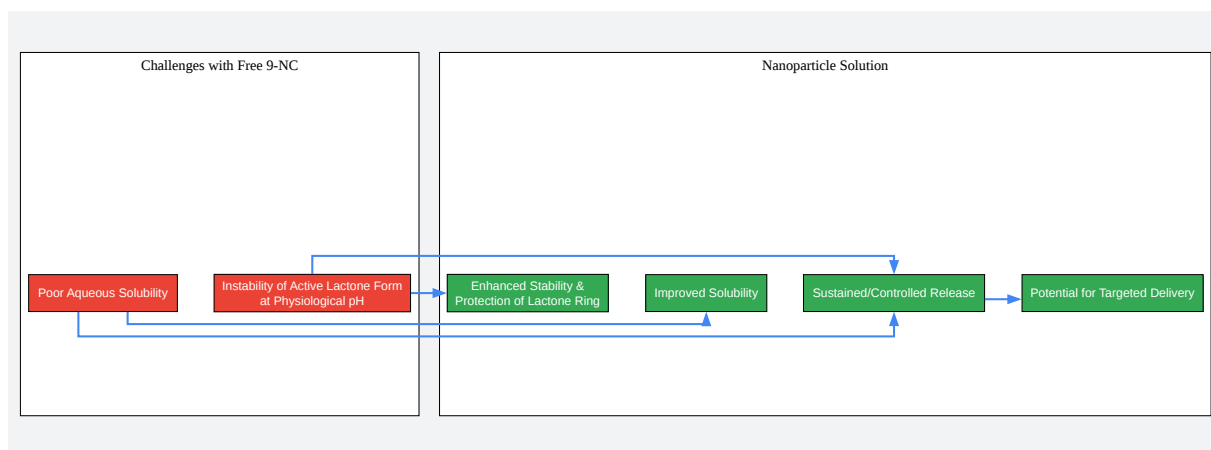 Challenges with Free 9-NC
Nanoparticle Solution
Poor Aqueous Solubility
Instability of Active Lactone Form
at Physiological pH
Enhanced Stability &
Protection of Lactone Ring
Improved Solubility
Sustained/Controlled Release
Potential for Targeted Delivery